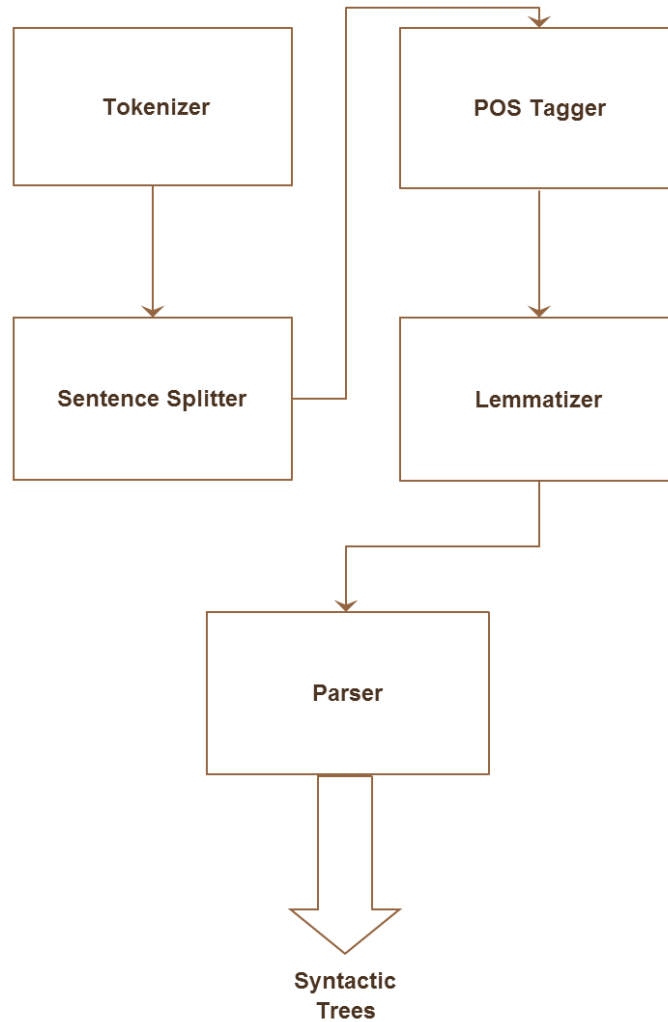 Tokenizer
POS Tagger
Sentence Splitter
Lemmatizer
Parser
Syntactic
Trees